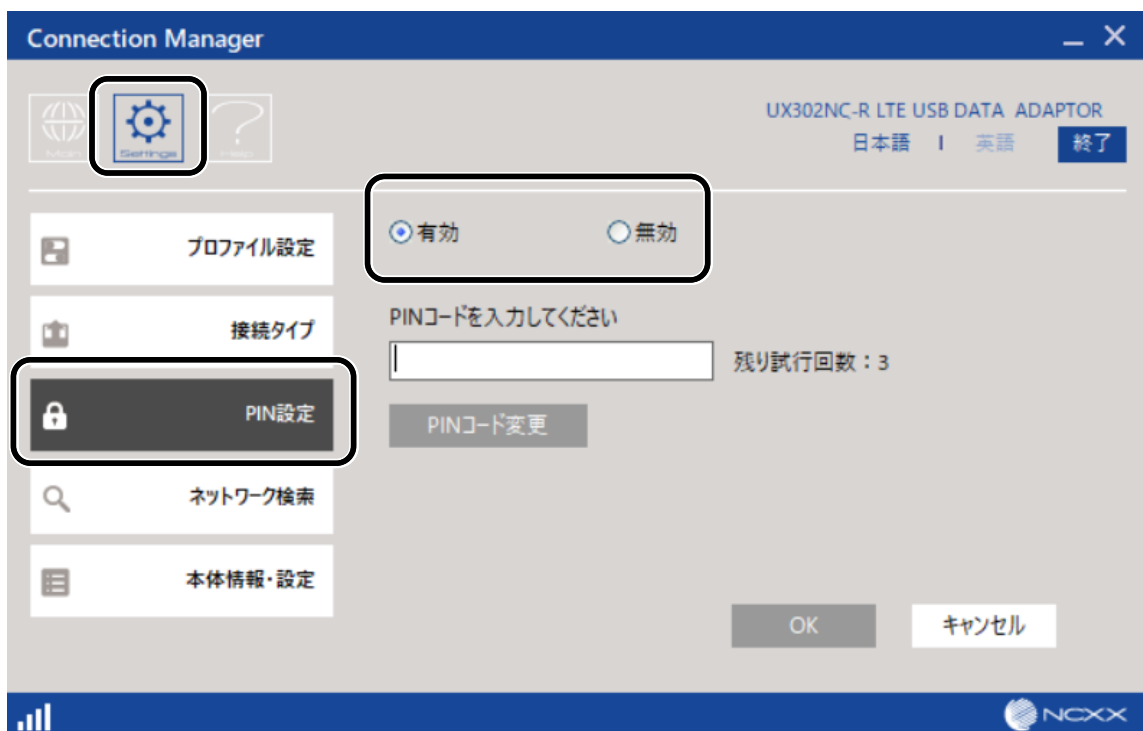 Connection Manager
Main
Settings
Help
UX302NC-R LTE USB DATA ADAPTOR
日本語 | 英語 終了
プロファイル設定
接続タイプ
PIN設定
ネットワーク検索
本体情報・設定
有効 無効
PINコードを入力してください
残り試行回数：3
PINコード変更
OK キャンセル
NCXX